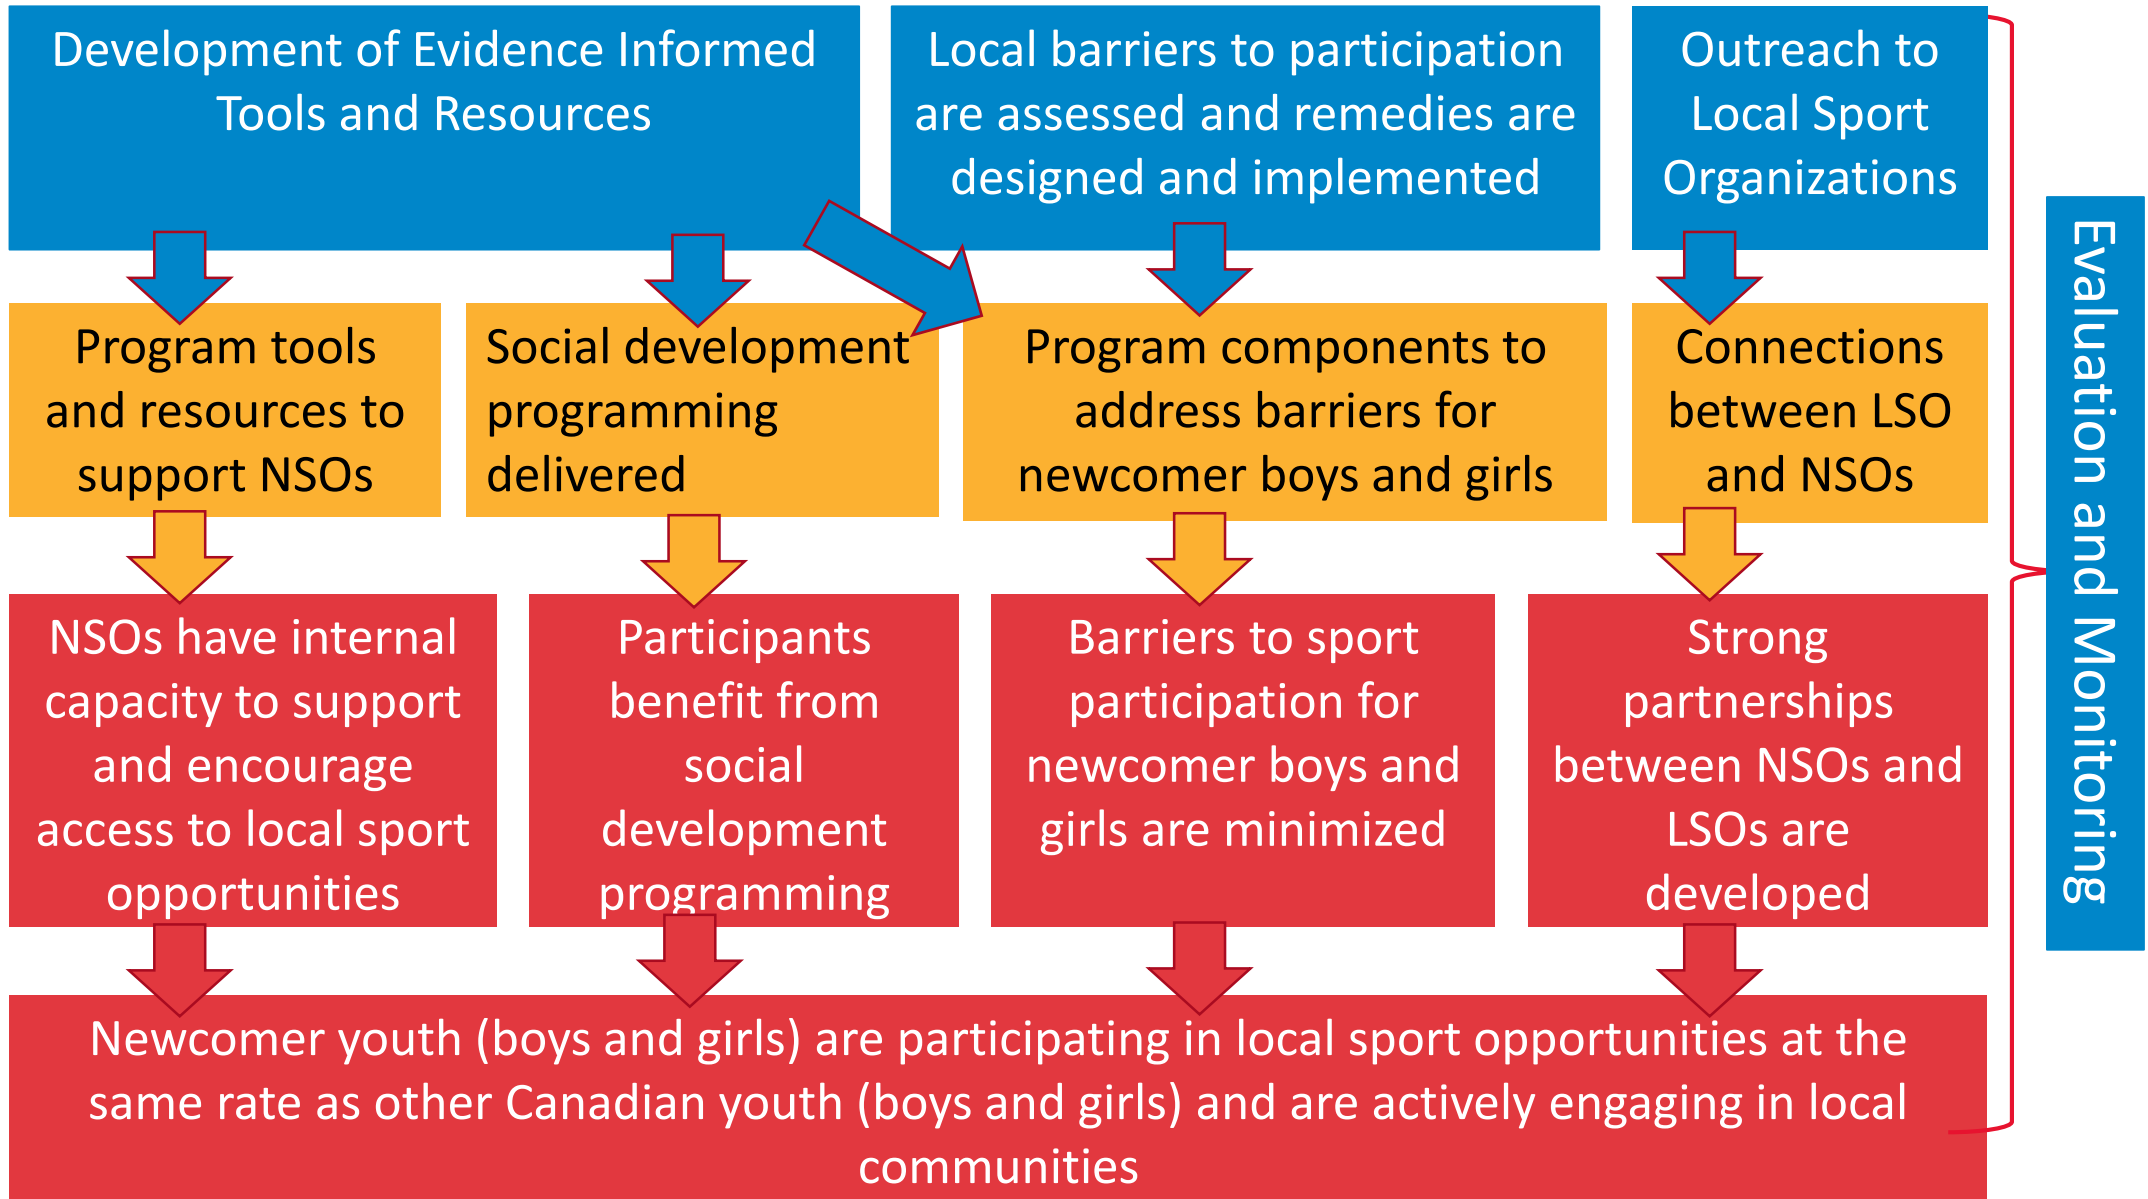 Development of Evidence Informed
Tools and Resources
Local barriers to participation
are assessed and remedies are
designed and implemented
Outreach to
Local Sport
Organizations
Program tools
and resources to
support NSOs
Social development
programming
delivered
Program components to
address barriers for
newcomer boys and girls
Connections
between LSO
and NSOs
NSOs have internal
capacity to support
and encourage
access to local sport
opportunities
Participants
benefit from
social
development
programming
Barriers to sport
participation for
newcomer boys and
girls are minimized
Strong
partnerships
between NSOs and
LSOs are
developed
Newcomer youth (boys and girls) are participating in local sport opportunities at the
same rate as other Canadian youth (boys and girls) and are actively engaging in local
communities
Evaluation and Monitoring